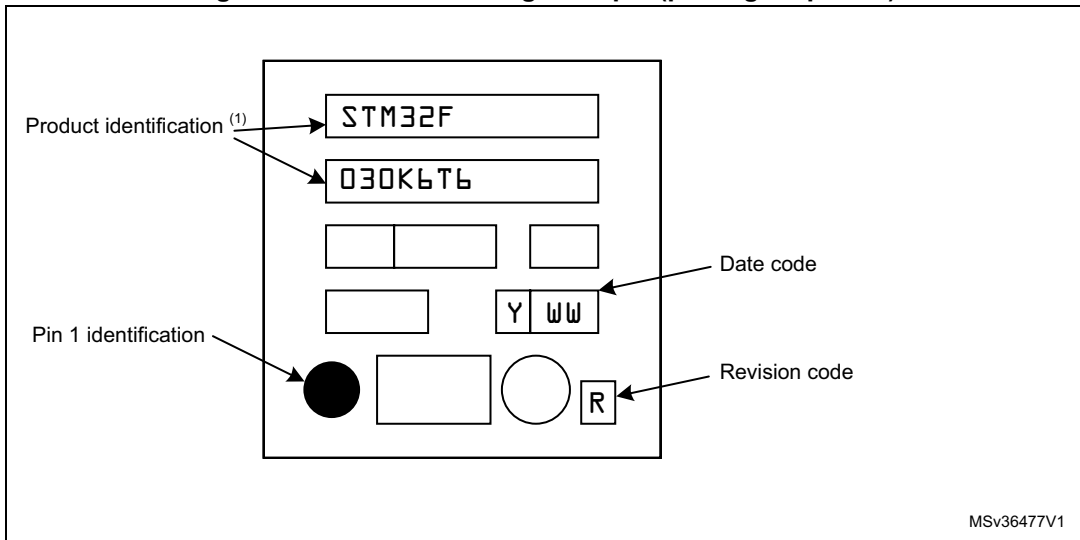 STM32F
Product identification (1)
030K6T6
Date code
Y WW
Pin 1 identification
Revision code
R
MSv36477V1